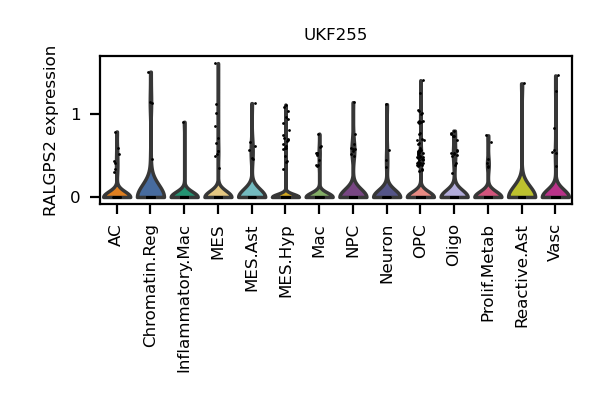 UKF255
RALGPS2 expression
1
0
AC
Chromatin.Reg
Inflammatory.Mac
MES
MES.Ast
MES.Hyp
Mac
NPC
Neuron
OPC
Oligo
Prolif.Metab
Reactive.Ast
Vasc